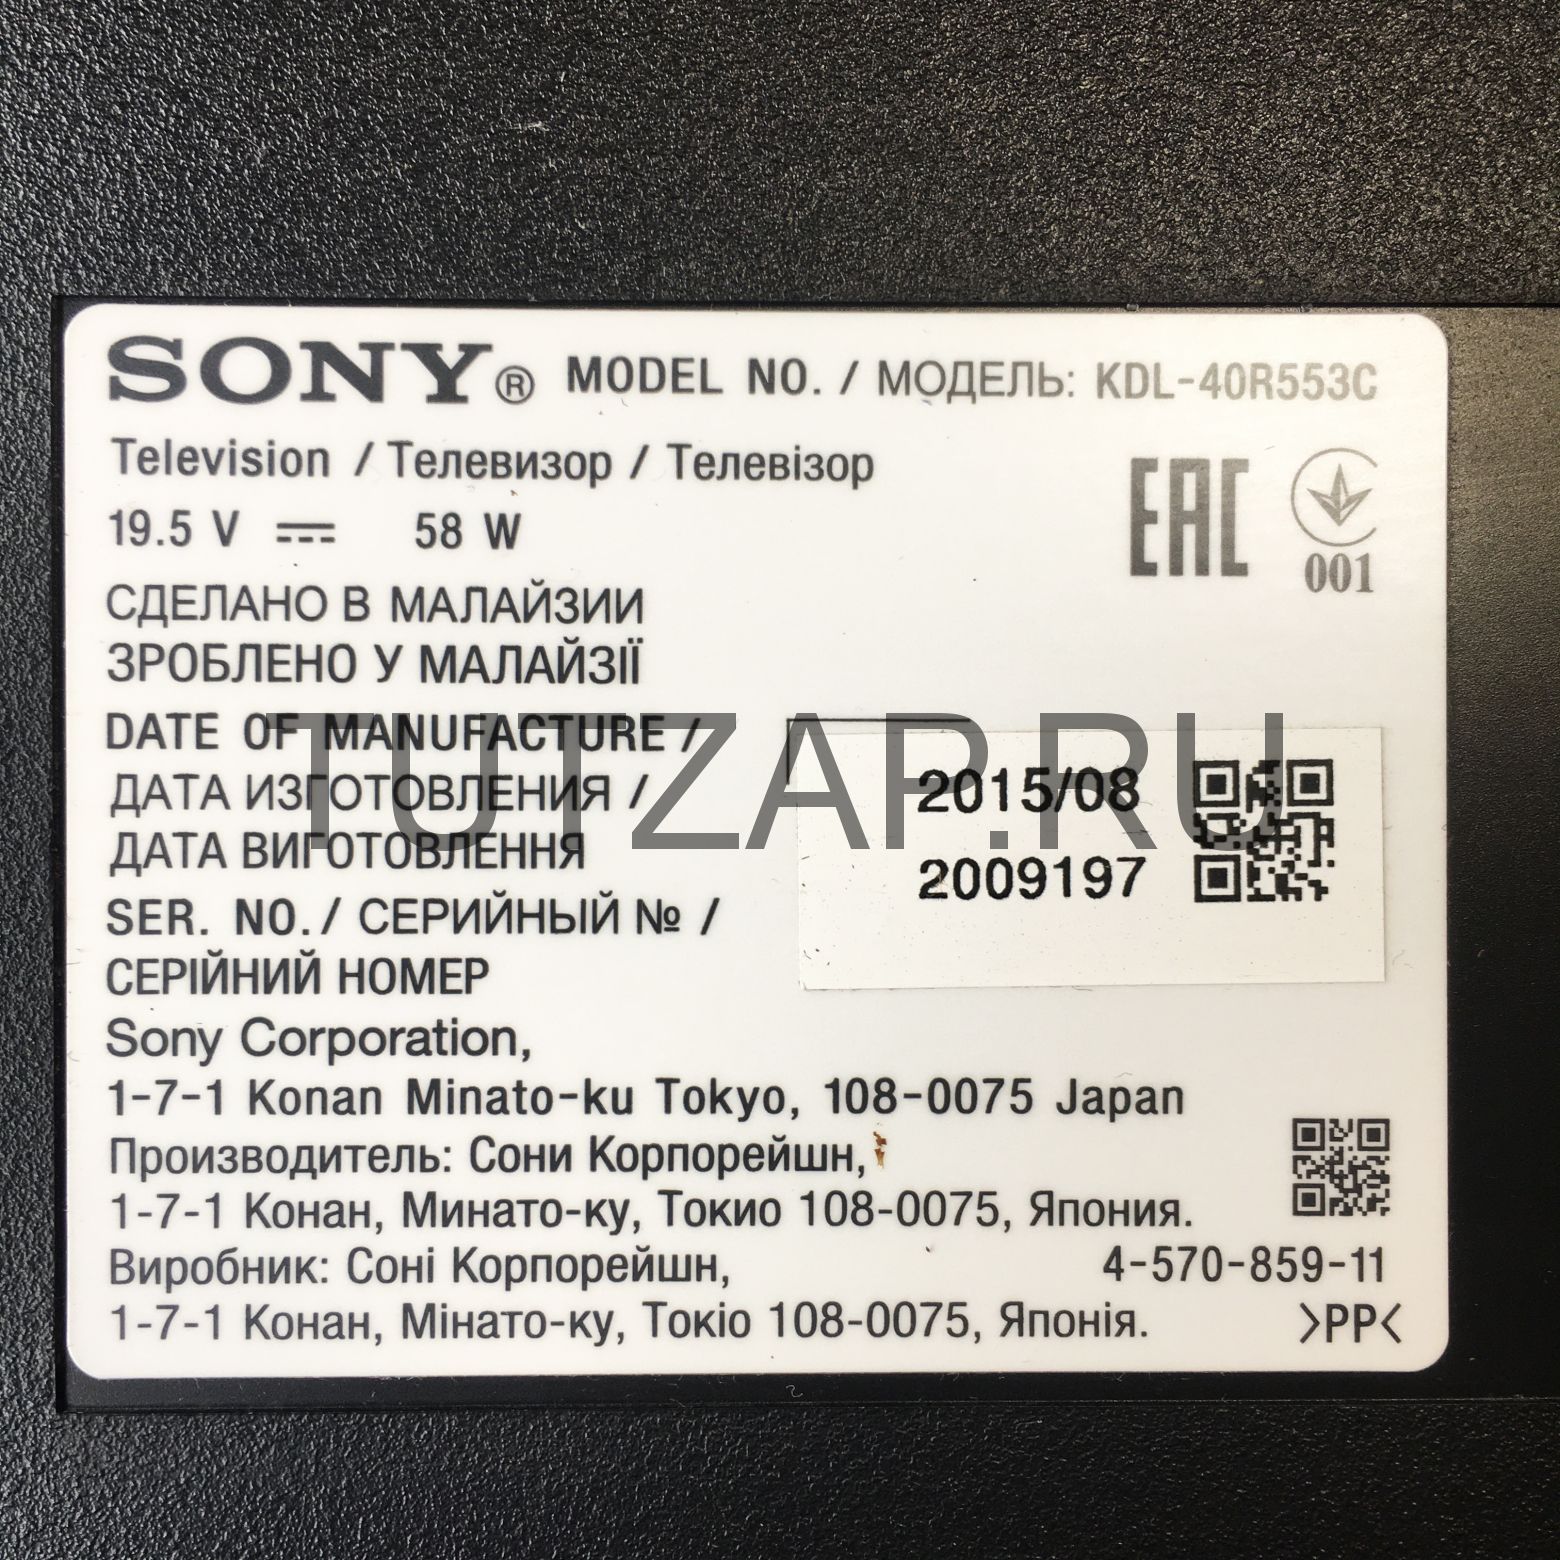 SONY® MODEL NO. / МОДЕЛЬ: KDL-40R553C
Television / Телевизор / Телевізор
19.5 V 58 W
EAC
001
СДЕЛАНО В МАЛАЙЗИИ
ЗРОБЛЕНО У МАЛАЙЗІЇ
DATE OF MANUFACTURE /
ДАТА ИЗГОТОВЛЕНИЯ /
ДАТА ВИГОТОВЛЕННЯ
2015/08
2009197
TUTZAP.RU
SER. NO. / СЕРИЙНЫЙ № /
СЕРІЙНИЙ НОМЕР
Sony Corporation,
1-7-1 Konan Minato-ku Tokyo, 108-0075 Japan
Производитель: Сони Корпорейшн,
1-7-1 Конан, Минато-ку, Токио 108-0075, Япония.
Виробник: Соні Корпорейшн,
4-570-859-11
1-7-1 Конан, Мінато-ку, Токіо 108-0075, Японія.
>PP<